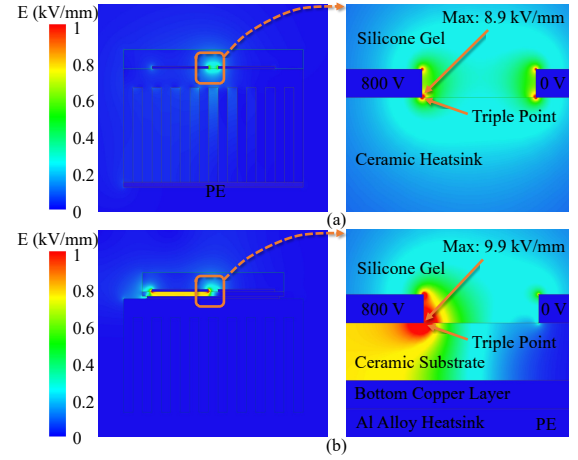 E (kV/mm)
1
0.8
0.6
0.4
0.2
0
PE
Max: 8.9 kV/mm
Silicone Gel
800 V
0 V
Triple Point
Ceramic Heatsink
(a)
E (kV/mm)
1
0.8
0.6
0.4
0.2
0
Max: 9.9 kV/mm
Silicone Gel
800 V
0 V
Triple Point
Ceramic Substrate
Bottom Copper Layer
Al Alloy Heatsink PE
(b)